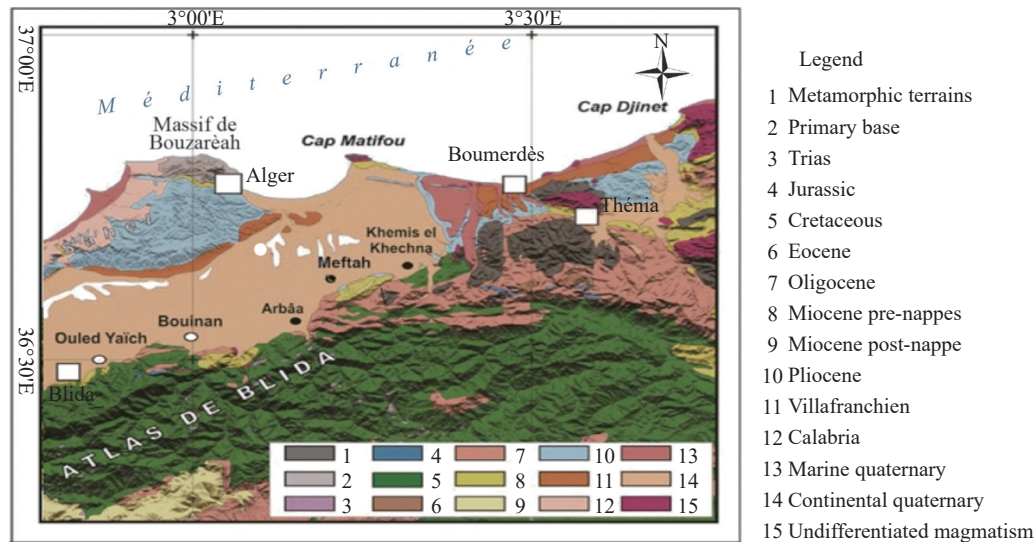 3°00'E 3°30'E
37°00'E
N
Méditerranée
Cap Djinet
Massif de
Bouzarèah
Cap Matifou
Boumerdès
Alger
Thénia
Sahel
Khemis el
Khechna
Meftah
Arbâa
Bouinan
Ouled Yaïch
36°30'E
Blida
ATLAS DE BLIDA
1 4 7 10 13
2 5 8 11 14
3 6 9 12 15
Legend
1 Metamorphic terrains
2 Primary base
3 Trias
4 Jurassic
5 Cretaceous
6 Eocene
7 Oligocene
8 Miocene pre-nappes
9 Miocene post-nappe
10 Pliocene
11 Villafranchien
12 Calabria
13 Marine quaternary
14 Continental quaternary
15 Undifferentiated magmatism